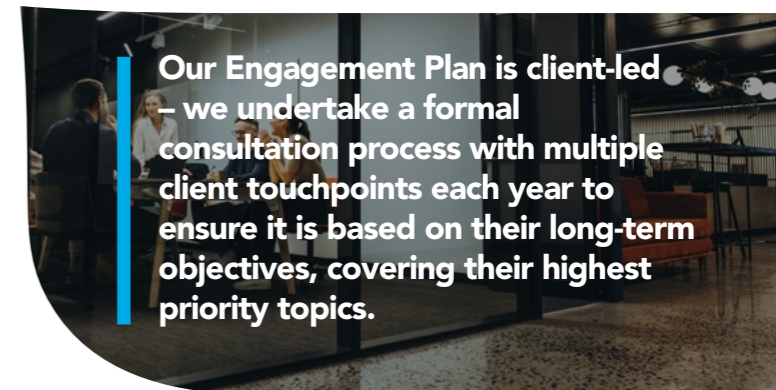 Our Engagement Plan is client-led
– we undertake a formal
consultation process with multiple
client touchpoints each year to
ensure it is based on their long-term
objectives, covering their highest
priority topics.